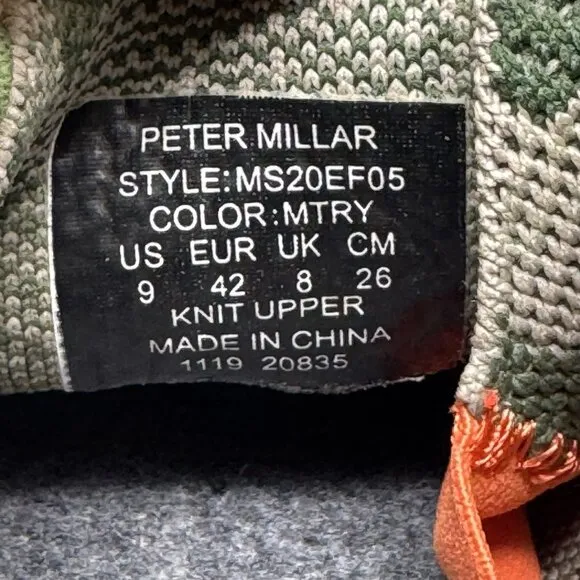 PETER MILLAR
STYLE:MS20EF05
COLOR:MTRY
US EUR UK CM
9 42 8 26
KNIT UPPER
MADE IN CHINA
1119 20835